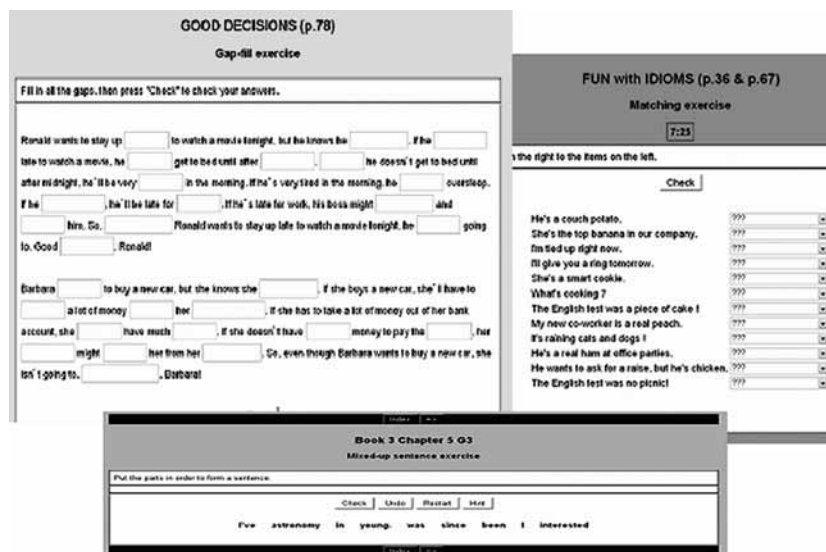 GOOD DECISIONS (p.78)
Gap-fill exercise
Fill in all the gaps, then press "Check" to check your answers.
Ronald wants to stay up to watch a movie tonight, but he knows he . If he
late to watch a movie, he get to bed until after . he doesn't get to bed until
after midnight, he'll be very in the morning. If he's very tired in the morning, he oversleep.
If he , he'll be late for . If he's late for work, his boss might and
him. So, Ronald wants to stay up late to watch a movie tonight, he going
to. Good , Ronald!
Barbara to buy a new car, but she knows she . If she buys a new car, she'll have to
a lot of money her . If she has to take a lot of money out of her bank
account, she have much . If she doesn't have money to pay the , her
might her from her . So, even though Barbara wants to buy a new car, she
isn't going to. , Barbara!
FUN with IDIOMS (p.36 & p.67)
Matching exercise
7:25
n the right to the items on the left.
Check
He's a couch potato. ???
She's the top banana in our company. ???
I'm tied up right now. ???
I'll give you a ring tomorrow. ???
She's a smart cookie. ???
What's cooking ? ???
The English test was a piece of cake ! ???
My new co-worker is a real peach. ???
It's raining cats and dogs ! ???
He's a real ham at office parties. ???
He wants to ask for a raise, but he's chicken. ???
The English test was no picnic! ???
Index =>
Book 3 Chapter 5 G3
Mixed-up sentence exercise
Put the parts in order to form a sentence.
Check Undo Restart Hint
I've astronomy in young. was since been I interested
Index =>